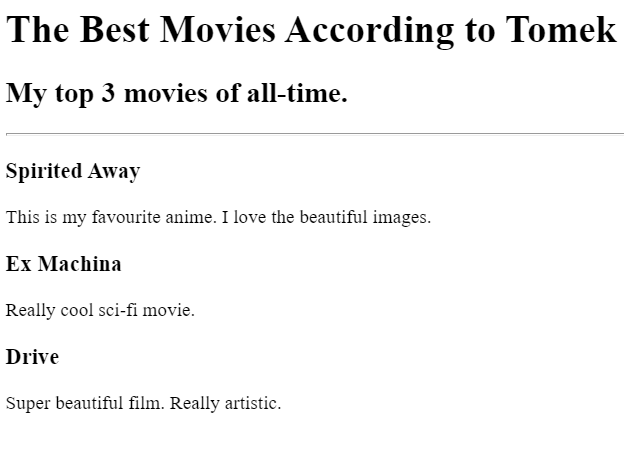 The Best Movies According to Tomek
My top 3 movies of all-time.
Spirited Away
This is my favourite anime. I love the beautiful images.
Ex Machina
Really cool sci-fi movie.
Drive
Super beautiful film. Really artistic.